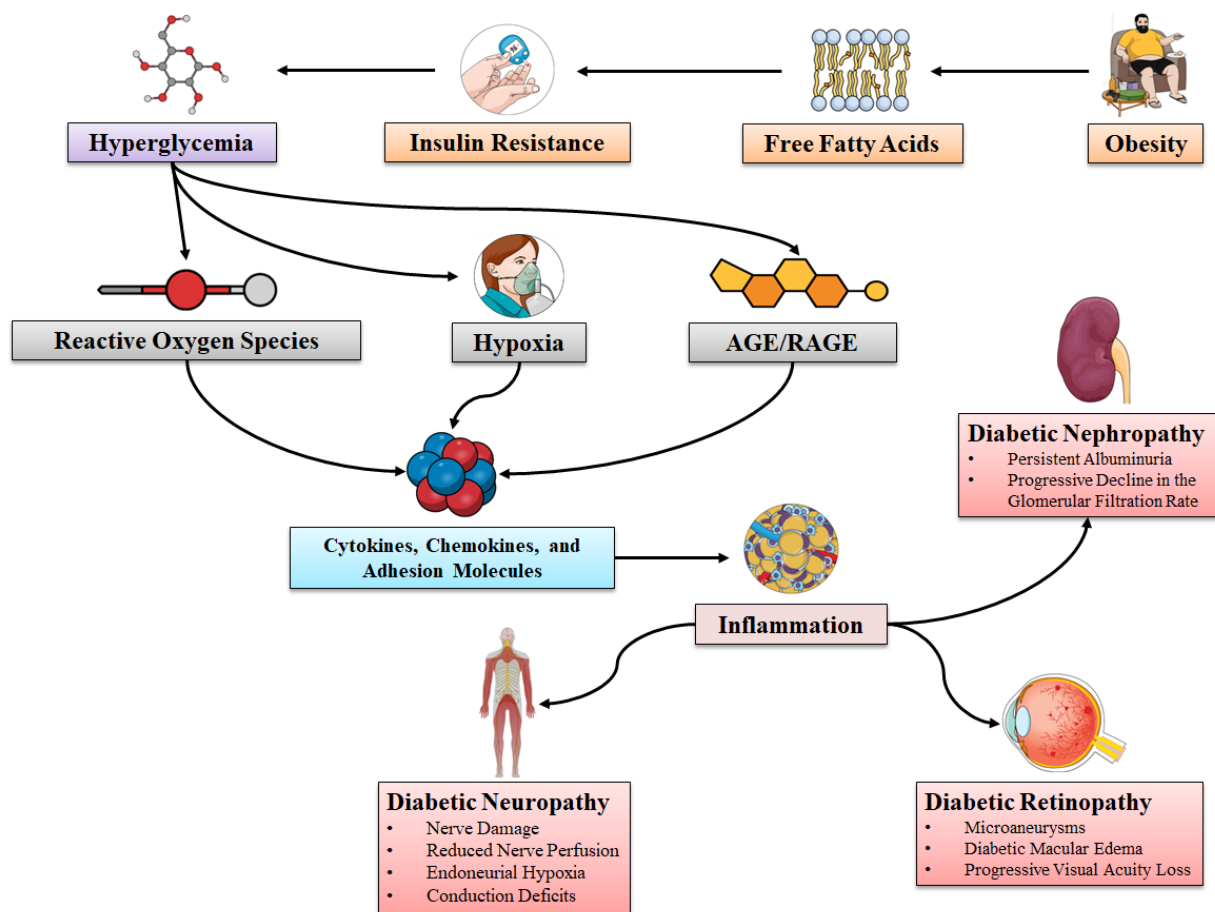 Hyperglycemia
Insulin Resistance
Free Fatty Acids
Obesity
Reactive Oxygen Species
Hypoxia
AGE/RAGE
Cytokines, Chemokines, and
Adhesion Molecules
Inflammation
Diabetic Nephropathy
• Persistent Albuminuria
• Progressive Decline in the
Glomerular Filtration Rate
Diabetic Neuropathy
• Nerve Damage
• Reduced Nerve Perfusion
• Endoneurial Hypoxia
• Conduction Deficits
Diabetic Retinopathy
• Microaneurysms
• Diabetic Macular Edema
• Progressive Visual Acuity Loss